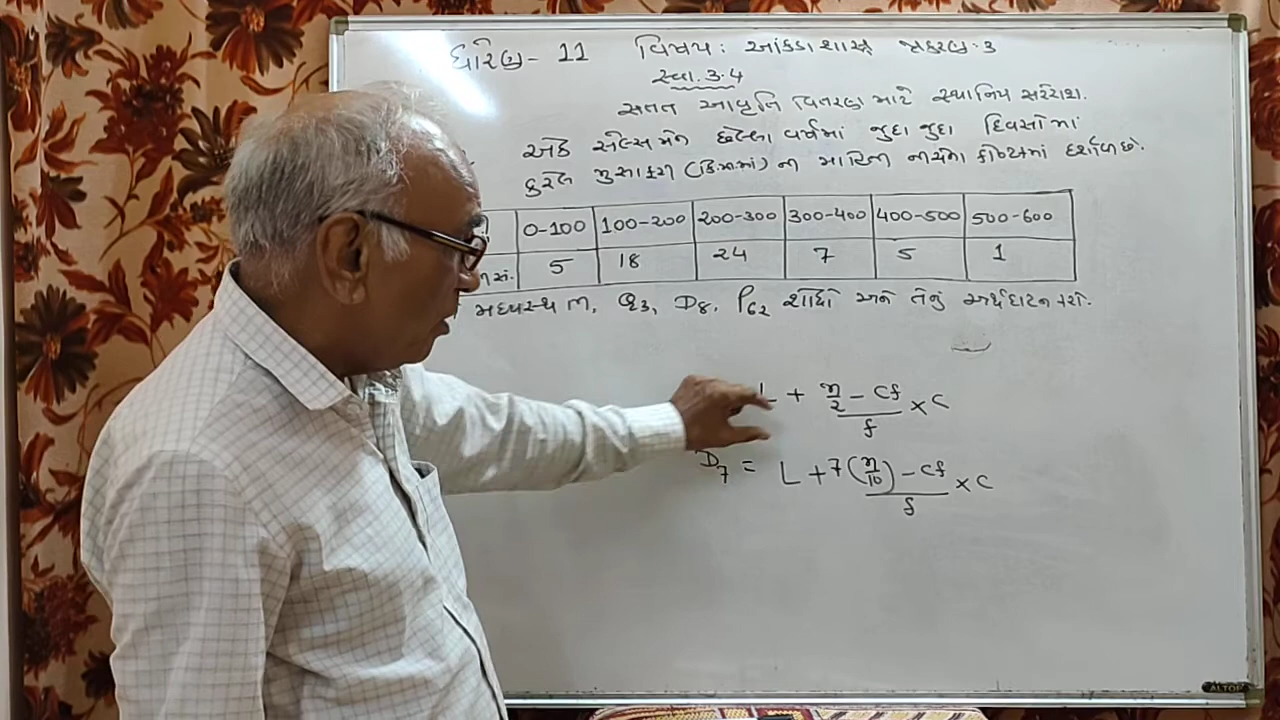 ધોરણ - 11 વિષય : આંકડાશાસ્ત્ર પ્રકરણ : 3
સ્વા. 3.4
સતત આવૃત્તિ વિતરણ માટે સ્થાનિય સરેરાશ.
એક સેલ્સમેને છેલ્લા વર્ષમાં જુદા જુદા દિવસોમાં
કરેલ મુસાફરી (કિ.મી.માં) ની માહિતી નીચેના કોષ્ટકમાં દર્શાવી છે.
0-100 100-200 200-300 300-400 400-500 500-600
સં. 5 18 24 7 5 1
મધ્યસ્થ M, Q3, D8, P62 શોધો અને તેનું અર્થઘટન કરો.
L + n/2 - cf / f × C
D7 = L + 7(n/10) - cf / f × C
ALTOP